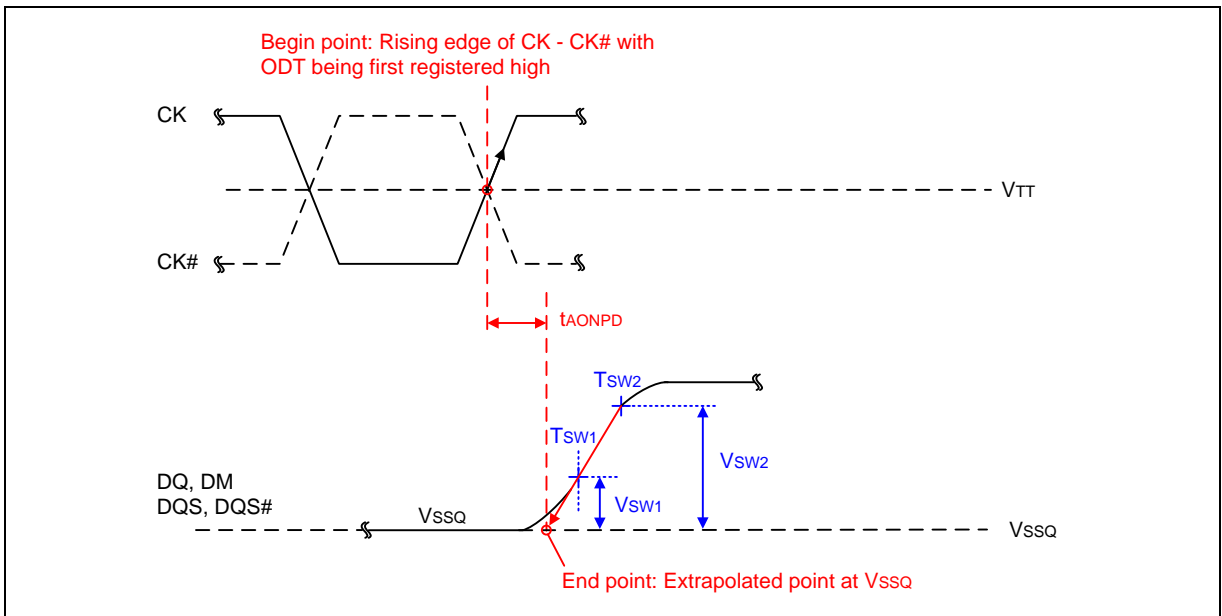 Begin point: Rising edge of CK - CK# with
ODT being first registered high
CK
VTT
CK#
tAONPD
TSW2
TSW1
VSW2
DQ, DM
DQS, DQS#
VSSQ
VSW1
VSSQ
End point: Extrapolated point at VSSQ